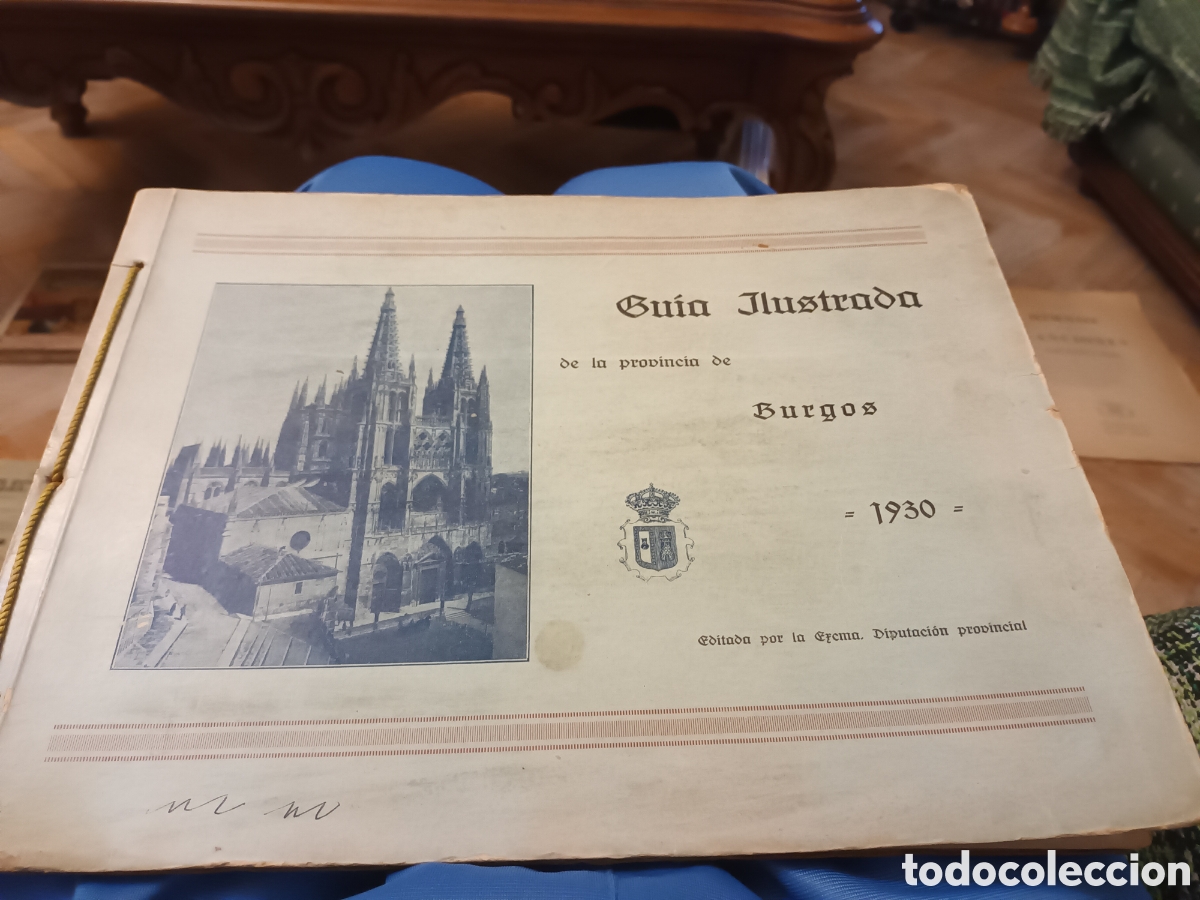 Guía Ilustrada
de la provincia de
Burgos
= 1930 =
Editada por la Excma. Diputación provincial
todocoleccion